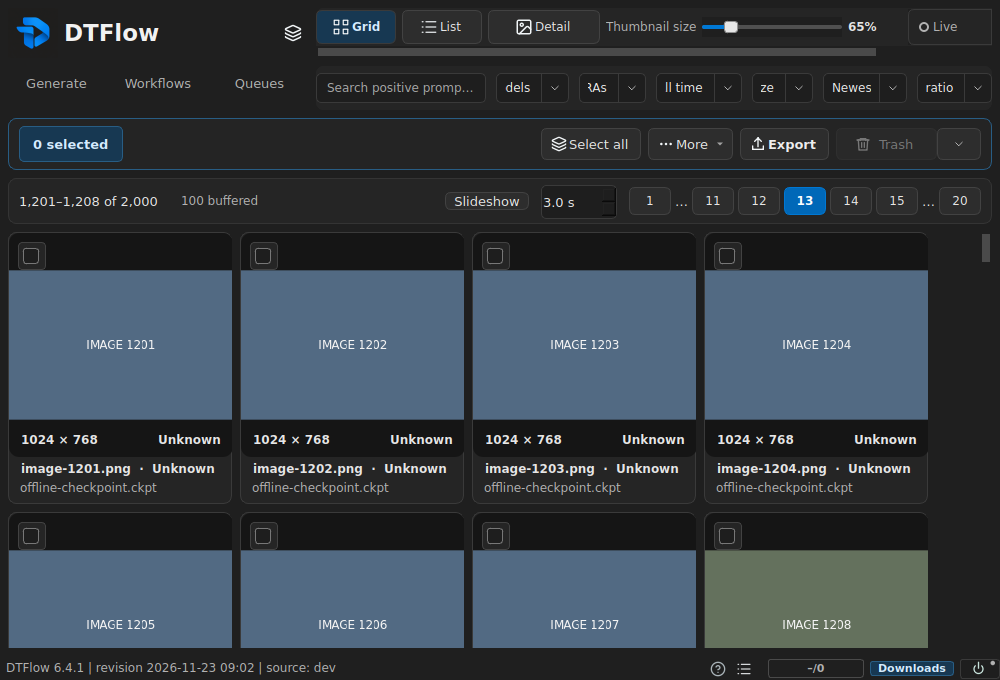 DTFlow
Grid
List
Detail
Thumbnail size
65%
Live
Generate
Workflows
Queues
Search positive promp...
dels
RAs
ll time
ze
Newes
ratio
0 selected
Select all
More
Export
Trash
1,201–1,208 of 2,000
100 buffered
Slideshow
3.0 s
1 ... 11 12 13 14 15 ... 20
IMAGE 1201
1024 × 768 Unknown
image-1201.png · Unknown
offline-checkpoint.ckpt
IMAGE 1202
1024 × 768 Unknown
image-1202.png · Unknown
offline-checkpoint.ckpt
IMAGE 1203
1024 × 768 Unknown
image-1203.png · Unknown
offline-checkpoint.ckpt
IMAGE 1204
1024 × 768 Unknown
image-1204.png · Unknown
offline-checkpoint.ckpt
IMAGE 1205
IMAGE 1206
IMAGE 1207
IMAGE 1208
DTFlow 6.4.1 | revision 2026-11-23 09:02 | source: dev
–/0
Downloads